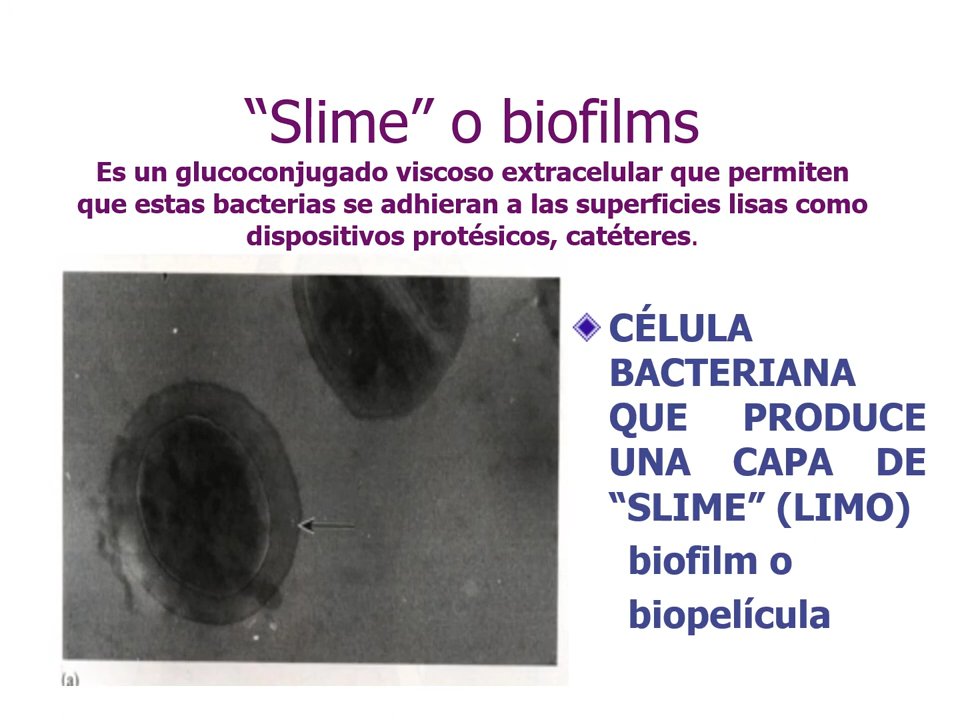 “Slime” o biofilms
Es un glucoconjugado viscoso extracelular que permiten
que estas bacterias se adhieran a las superficies lisas como
dispositivos protésicos, catéteres.
CÉLULA
BACTERIANA
QUE PRODUCE
UNA CAPA DE
“SLIME” (LIMO)
biofilm o
biopelícula
(a)